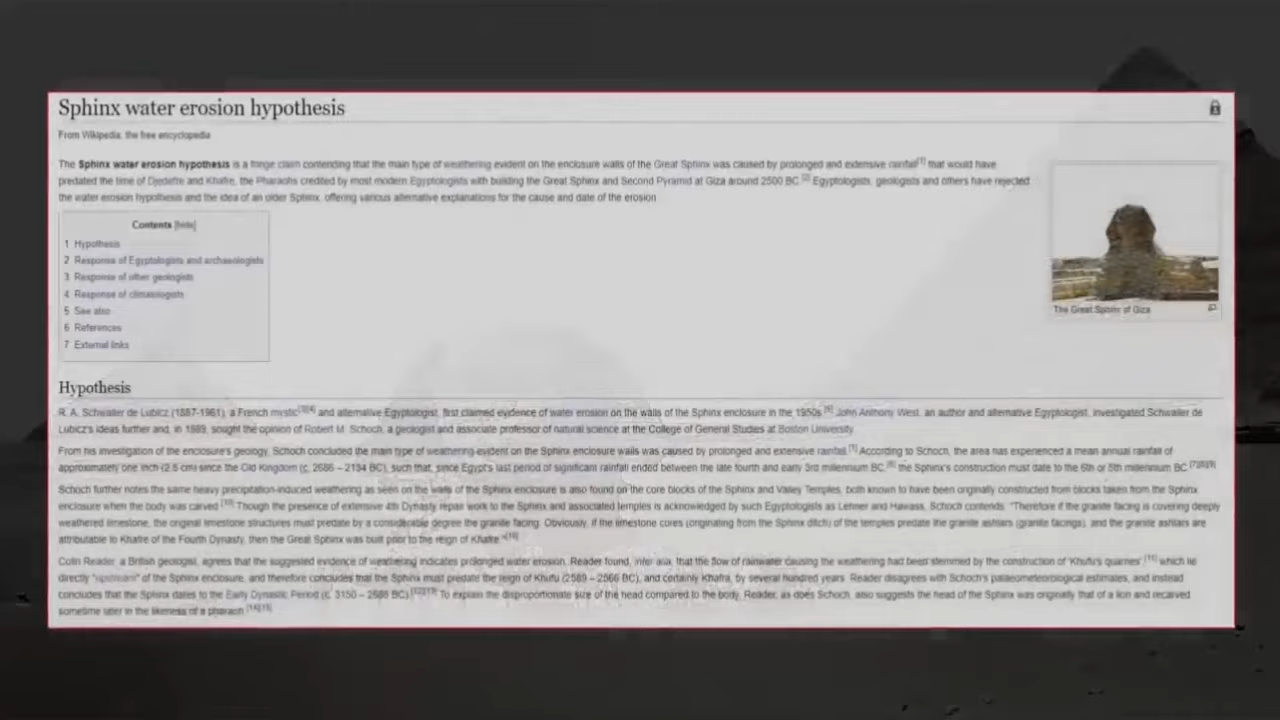 Sphinx water erosion hypothesis
From Wikipedia, the free encyclopedia
The Sphinx water erosion hypothesis is a fringe claim contending that the main type of weathering evident on the enclosure walls of the Great Sphinx was caused by prolonged and extensive rainfall[1] that would have
predated the time of Djedefre and Khafre, the Pharaohs credited by most modern Egyptologists with building the Great Sphinx and Second Pyramid at Giza around 2500 BC.[2] Egyptologists, geologists and others have rejected
the water erosion hypothesis and the idea of an older Sphinx, offering various alternative explanations for the cause and date of the erosion
Contents [hide]
1 Hypothesis
2 Response of Egyptologists and archaeologists
3 Response of other geologists
4 Response of climatologists
5 See also
6 References
7 External links
The Great Sphinx of Giza
Hypothesis
R. A. Schwaller de Lubicz (1887-1961), a French mystic[3][4] and alternative Egyptologist, first claimed evidence of water erosion on the walls of the Sphinx enclosure in the 1950s.[5] John Anthony West, an author and alternative Egyptologist, investigated Schwaller de
Lubicz's ideas further and, in 1989, sought the opinion of Robert M. Schoch, a geologist and associate professor of natural science at the College of General Studies at Boston University.
From his investigation of the enclosure's geology, Schoch concluded the main type of weathering evident on the Sphinx enclosure walls was caused by prolonged and extensive rainfall.[1] According to Schoch, the area has experienced a mean annual rainfall of
approximately one inch (2.5 cm) since the Old Kingdom (c. 2686 – 2134 BC), such that, since Egypt's last period of significant rainfall ended between the late fourth and early 3rd millennium BC,[6] the Sphinx's construction must date to the 6th or 5th millennium BC.[7][8][9]
Schoch further notes the same heavy precipitation-induced weathering as seen on the walls of the Sphinx enclosure is also found on the core blocks of the Sphinx and Valley Temples, both known to have been originally constructed from blocks taken from the Sphinx
enclosure when the body was carved.[10] Though the presence of extensive 4th Dynasty repair work to the Sphinx and associated temples is acknowledged by such Egyptologists as Lehner and Hawass, Schoch contends: "Therefore if the granite facing is covering deeply
weathered limestone, the original limestone structures must predate by a considerable degree the granite facing. Obviously, if the limestone cores (originating from the Sphinx ditch) of the temples predate the granite ashlars (granite facings), and the granite ashlars are
attributable to Khafre of the Fourth Dynasty, then the Great Sphinx was built prior to the reign of Khafre."[10]
Colin Reader, a British geologist, agrees that the suggested evidence of weathering indicates prolonged water erosion. Reader found, inter alia, that the flow of rainwater causing the weathering had been stemmed by the construction of 'Khufu's quarries',[11] which lie
directly "upstream" of the Sphinx enclosure, and therefore concludes that the Sphinx must predate the reign of Khufu (2589 – 2566 BC), and certainly Khafra, by several hundred years. Reader disagrees with Schoch's palaeometeorological estimates, and instead
concludes that the Sphinx dates to the Early Dynastic Period (c. 3150 – 2686 BC).[12][13] To explain the disproportionate size of the head compared to the body, Reader, as does Schoch, also suggests the head of the Sphinx was originally that of a lion and recarved
sometime later in the likeness of a pharaoh.[14][15]